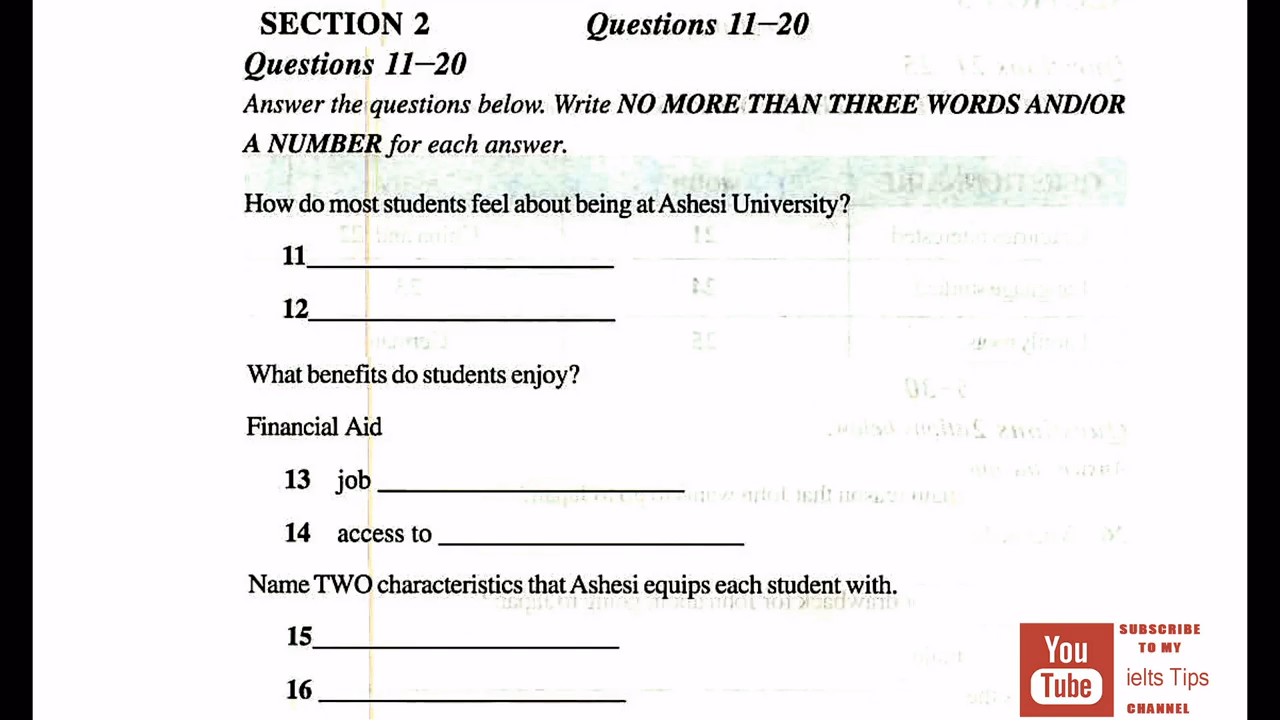 SECTION 2 Questions 11–20
Questions 11–20
Answer the questions below. Write NO MORE THAN THREE WORDS AND/OR
A NUMBER for each answer.
How do most students feel about being at Ashesi University?
11
12
What benefits do students enjoy?
Financial Aid
13 job
14 access to
Name TWO characteristics that Ashesi equips each student with.
15
16
You
Tube
SUBSCRIBE
TO MY
ielts Tips
CHANNEL